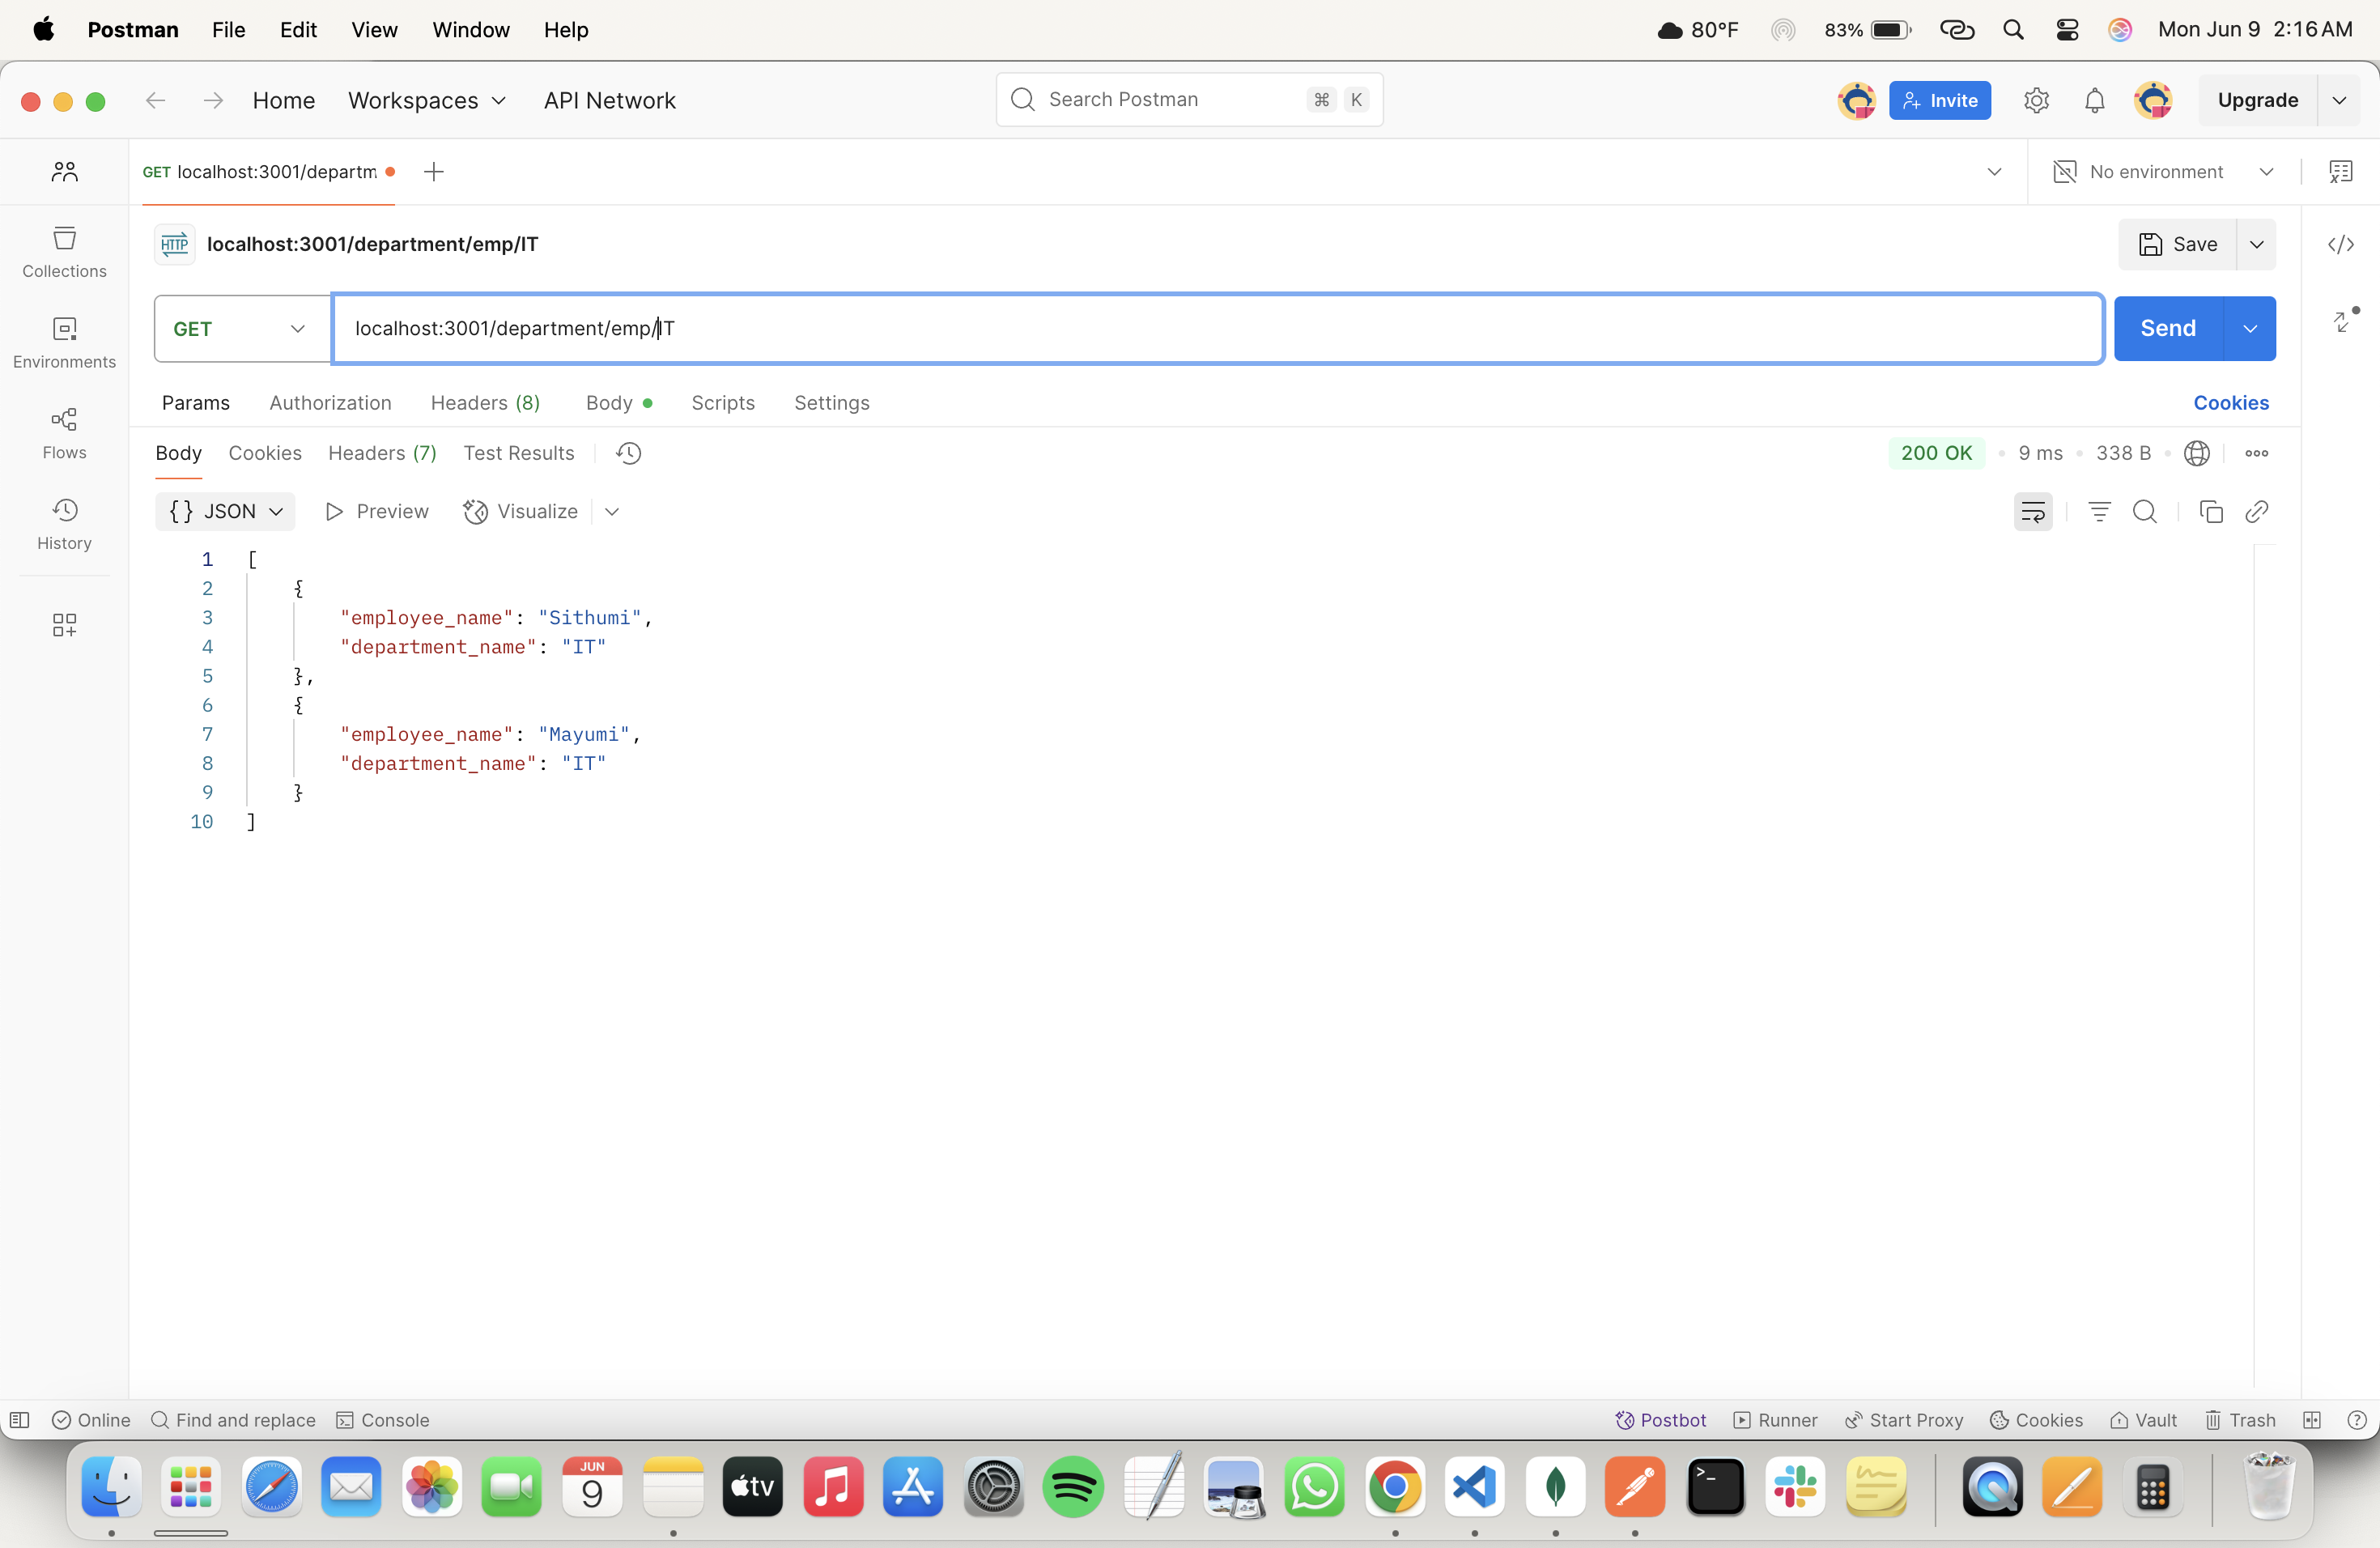 Postman File Edit View Window Help 80°F 83% Mon Jun 9 2:16 AM
Home Workspaces API Network Search Postman ⌘ K Invite Upgrade
GET localhost:3001/departm No environment
HTTP localhost:3001/department/emp/IT Save
GET localhost:3001/department/emp/IT Send
Params Authorization Headers (8) Body Scripts Settings Cookies
Body Cookies Headers (7) Test Results 200 OK 9 ms 338 B
{} JSON Preview Visualize
Collections
Environments
Flows
History
1 [
2 {
3 "employee_name": "Sithumi",
4 "department_name": "IT"
5 },
6 {
7 "employee_name": "Mayumi",
8 "department_name": "IT"
9 }
10 ]
Online Find and replace Console Postbot Runner Start Proxy Cookies Vault Trash
JUN
9
tv